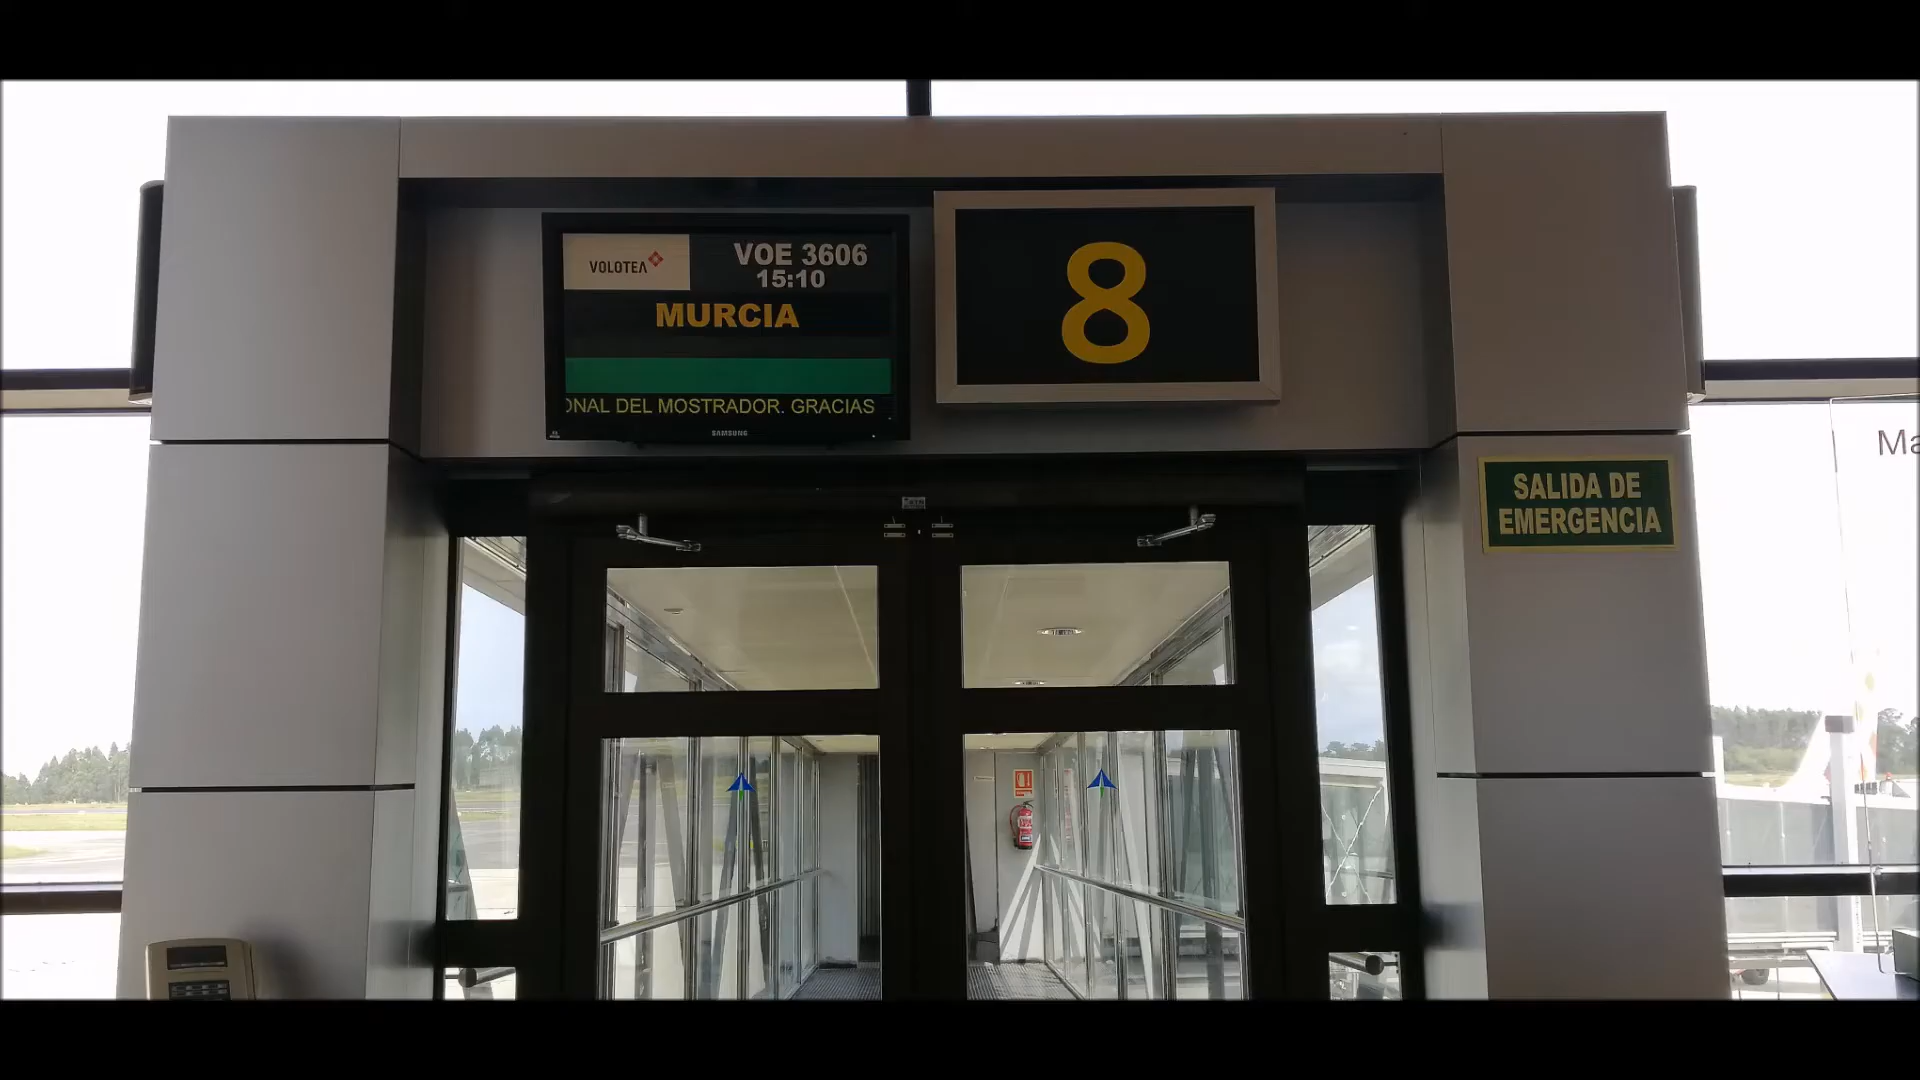 VOLOTEA
VOE 3606
15:10
MURCIA
ONAL DEL MOSTRADOR. GRACIAS
SAMSUNG
8
SALIDA DE
EMERGENCIA
Ma